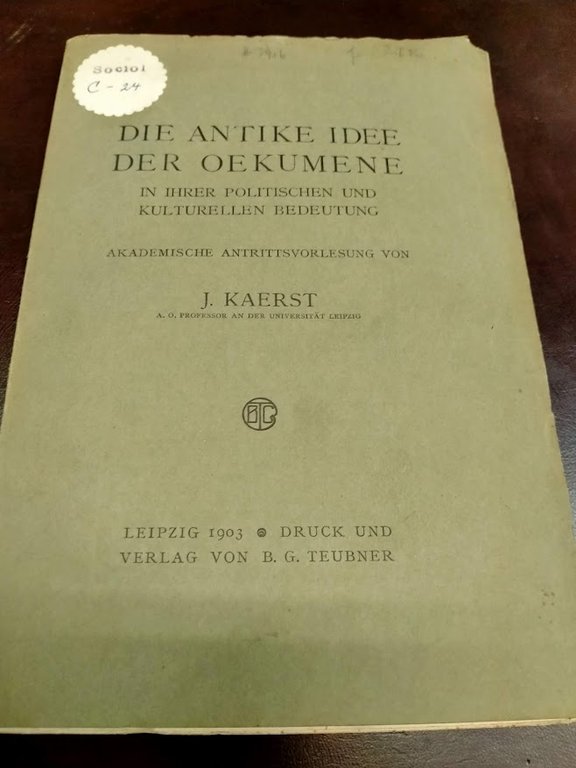 Sociol
C - 24
DIE ANTIKE IDEE
DER OEKUMENE
IN IHRER POLITISCHEN UND
KULTURELLEN BEDEUTUNG
AKADEMISCHE ANTRITTSVORLESUNG VON
J. KAERST
A. O. PROFESSOR AN DER UNIVERSITÄT LEIPZIG
BTG
LEIPZIG 1903 DRUCK UND
VERLAG VON B. G. TEUBNER